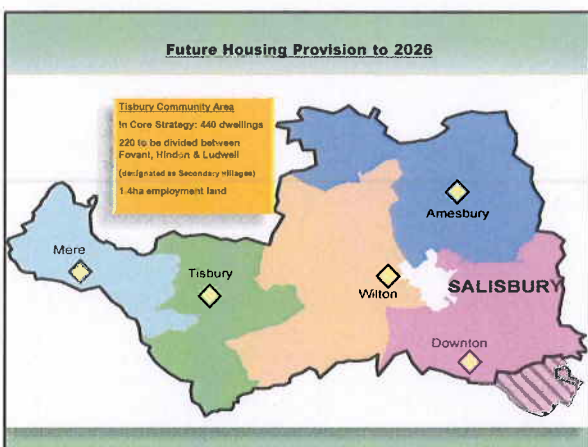 Future Housing Provision to 2026
Tisbury Community Area
In Core Strategy: 440 dwellings
220 to be divided between
Fovant, Hindon & Ludwell
(designated as Secondary villages)
1.4ha employment land
Amesbury
Mere
Tisbury
Wilton
SALISBURY
Downton